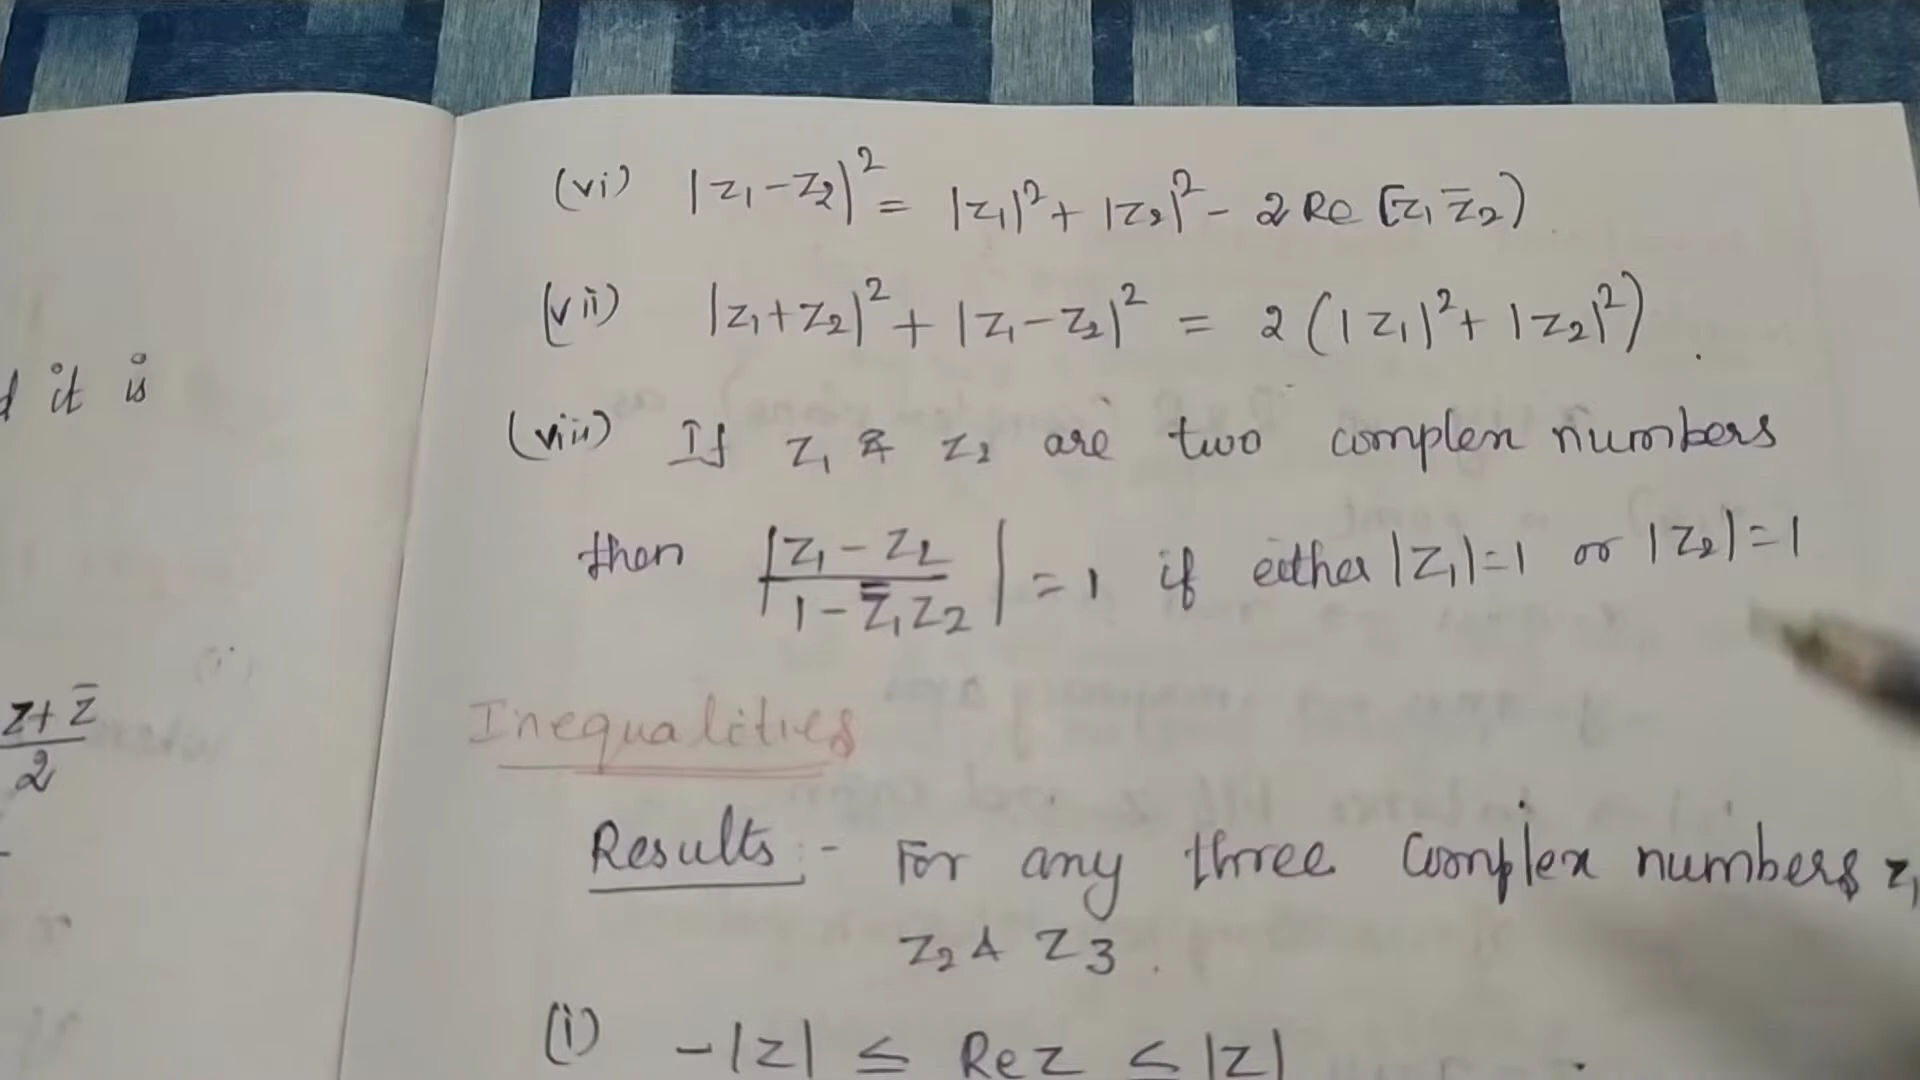 d it is
z+z̅
2
(vi) |z₁-z₂|² = |z₁|²+ |z₂|² - 2 Re [z₁ z̅₂)
(vii) |z₁+z₂|² + |z₁-z₂|² = 2 (|z₁|²+ |z₂|²).
(viii) If z₁ & z₂ are two complex numbers
then |z₁ - z₂ / 1 - z̅₁z₂| = 1 if either |z₁|=1 or |z₂|=1
Inequalities
Results :- For any three complex numbers z₁
z₂ & z3.
(i) -|z| ≤ Re z ≤ |z|